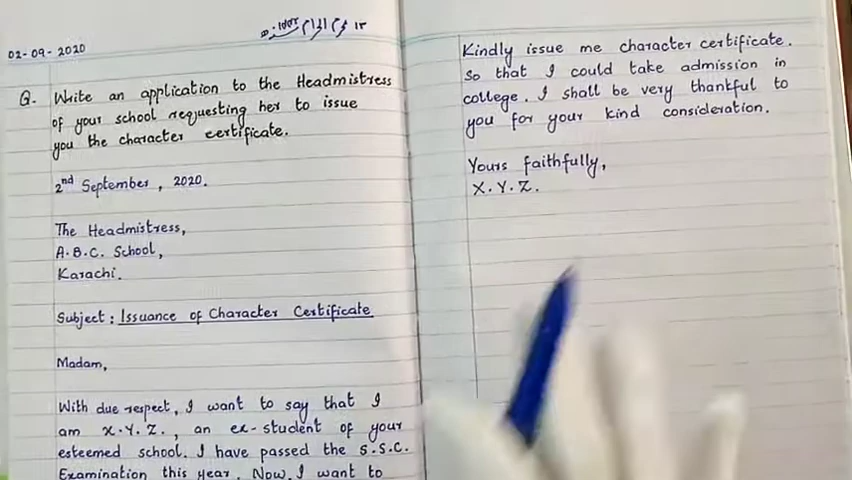 02-09-2020
۱۳ محرم الحرام ۱۴۴۲ھ
Q. Write an application to the Headmistress
of your school requesting her to issue
you the character certificate.
2nd September, 2020.
The Headmistress,
A.B.C. School,
Karachi.
Subject: Issuance of Character Certificate
Madam,
With due respect, I want to say that I
am X.Y.Z., an ex-student of your
esteemed school. I have passed the S.S.C.
Examination this year. Now, I want to
Kindly issue me character certificate.
So that I could take admission in
college. I shall be very thankful to
you for your kind consideration.
Yours faithfully,
X.Y.Z.